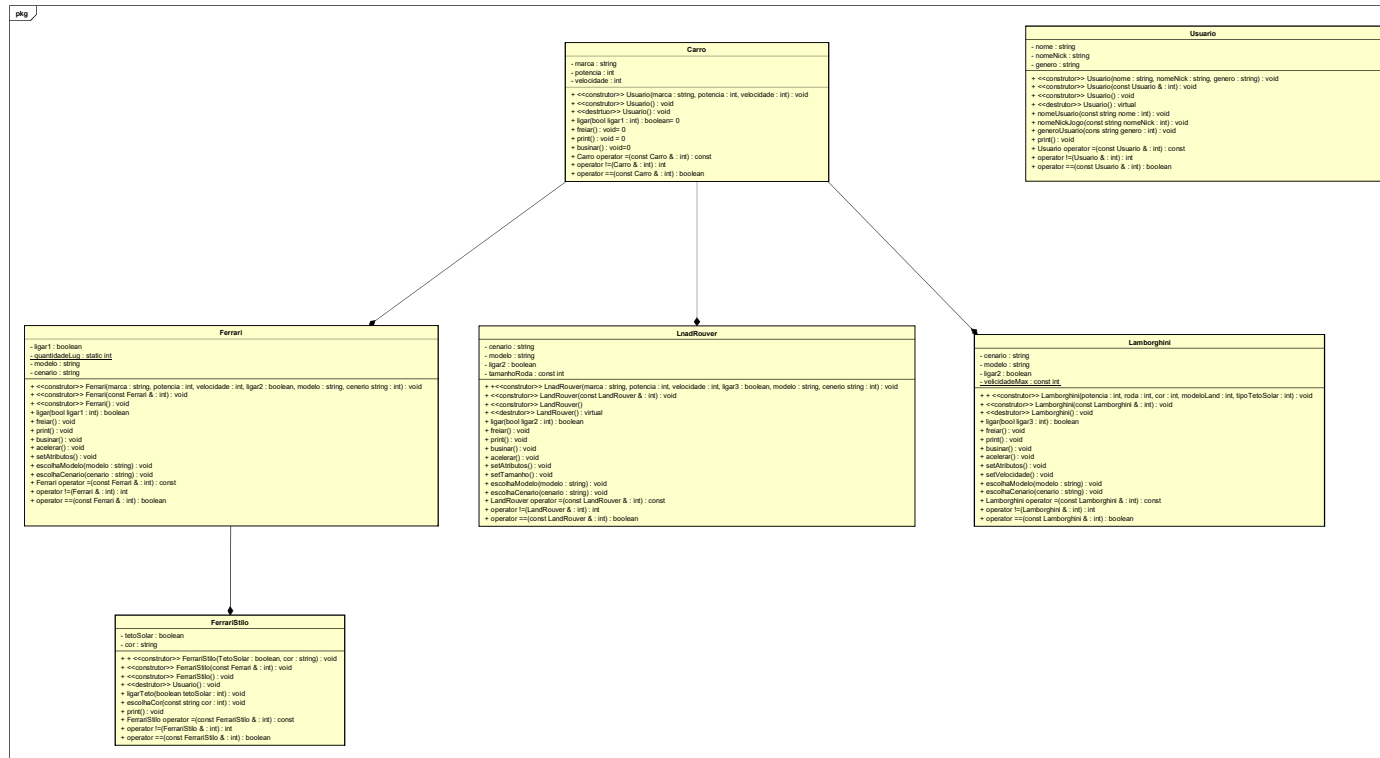 pkg
Carro
- marca : string
- potencia : int
- velocidade : int
+ <<construtor>> Usuario(marca : string, potencia : int, velocidade : int) : void
+ <<construtor>> Usuario() : void
+ <<destrtuor>> Usuario() : void
+ ligar(bool ligar1 : int) : boolean= 0
+ freiar() : void= 0
+ print() : void = 0
+ businar() : void=0
+ Carro operator =(const Carro & : int) : const
+ operator !=(Carro & : int) : int
+ operator ==(const Carro & : int) : boolean
Usuario
- nome : string
- nomeNick : string
- genero : string
+ <<construtor>> Usuario(nome : string, nomeNick : string, genero : string) : void
+ <<construtor>> Usuario(const Usuario & : int) : void
+ <<construtor>> Usuario() : void
+ <<destrutor>> Usuario() : virtual
+ nomeUsuario(const string nome : int) : void
+ nomeNickJogo(const string nomeNick : int) : void
+ generoUsuario(cons string genero : int) : void
+ print() : void
+ Usuario operator =(const Usuario & : int) : const
+ operator !=(Usuario & : int) : int
+ operator ==(const Usuario & : int) : boolean
Ferrari
- ligar1 : boolean
- quantidadeLug : static int
- modelo : string
- cenario : string
+ <<construtor>> Ferrari(marca : string, potencia : int, velocidade : int, ligar2 : boolean, modelo : string, cenerio string : int) : void
+ <<construtor>> Ferrari(const Ferrari & : int) : void
+ <<construtor>> Ferrari() : void
+ ligar(bool ligar1 : int) : boolean
+ freiar() : void
+ print() : void
+ businar() : void
+ acelerar() : void
+ setAtributos() : void
+ escolhaModelo(modelo : string) : void
+ escolhaCenario(cenario : string) : void
+ Ferrari operator =(const Ferrari & : int) : const
+ operator !=(Ferrari & : int) : int
+ operator ==(const Ferrari & : int) : boolean
LnadRouver
- cenario : string
- modelo : string
- ligar2 : boolean
- tamanhoRoda : const int
+ +<<construtor>> LnadRouver(marca : string, potencia : int, velocidade : int, ligar3 : boolean, modelo : string, cenerio string : int) : void
+ <<construtor>> LandRouver(const LandRouver & : int) : void
+ <<construtor>> LandRouver()
+ <<destrutor>> LandRouver() : virtual
+ ligar(bool ligar2 : int) : boolean
+ freiar() : void
+ print() : void
+ businar() : void
+ acelerar() : void
+ setAtributos() : void
+ setTamanho() : void
+ escolhaModelo(modelo : string) : void
+ escolhaCenario(cenario : string) : void
+ LandRouver operator =(const LandRouver & : int) : const
+ operator !=(LandRouver & : int) : int
+ operator ==(const LandRouver & : int) : boolean
Lamborghini
- cenario : string
- modelo : string
- ligar2 : boolean
- velicidadeMax : const int
+ + <<construtor>> Lamborghini(potencia : int, roda : int, cor : int, modeloLand : int, tipoTetoSolar : int) : void
+ <<construtor>> Lamborghini(const Lamborghini & : int) : void
+ <<destrutor>> Lamborghini() : void
+ ligar(bool ligar3 : int) : boolean
+ freiar() : void
+ print() : void
+ businar() : void
+ acelerar() : void
+ setAtributos() : void
+ setVelocidade() : void
+ escolhaModelo(modelo : string) : void
+ escolhaCenario(cenario : string) : void
+ Lamborghini operator =(const Lamborghini & : int) : const
+ operator !=(Lamborghini & : int) : int
+ operator ==(const Lamborghini & : int) : boolean
FerrariStilo
- tetoSolar : boolean
- cor : string
+ + <<construtor>> FerrariStilo(TetoSolar : boolean, cor : string) : void
+ <<construtor>> FerrariStilo(const Ferrari & : int) : void
+ <<construtor>> FerrariStilo() : void
+ <<destrutor>> Usuario() : void
+ ligarTeto(boolean tetoSolar : int) : void
+ escolhaCor(const string cor : int) : void
+ print() : void
+ FerrariStilo operator =(const FerrariStilo & : int) : const
+ operator !=(FerrariStilo & : int) : int
+ operator ==(const FerrariStilo & : int) : boolean